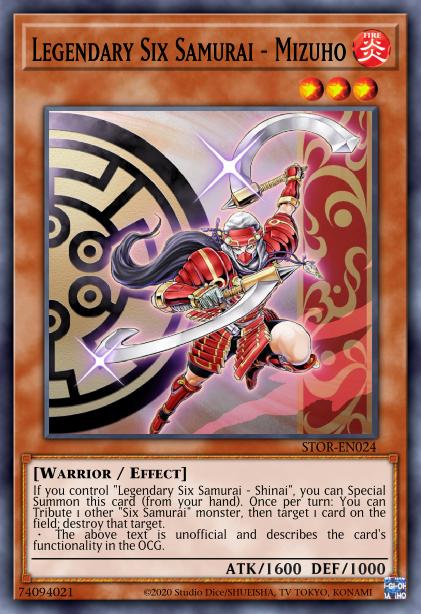 Legendary Six Samurai - Mizuho
FIRE
炎
STOR-EN024
[Warrior / Effect]
If you control "Legendary Six Samurai - Shinai", you can Special
Summon this card (from your hand). Once per turn: You can
Tribute 1 other "Six Samurai" monster, then target 1 card on the
field; destroy that target.
· The above text is unofficial and describes the card's
functionality in the OCG.
ATK/1600 DEF/1000
74094021
©2020 Studio Dice/SHUEISHA, TV TOKYO, KONAMI